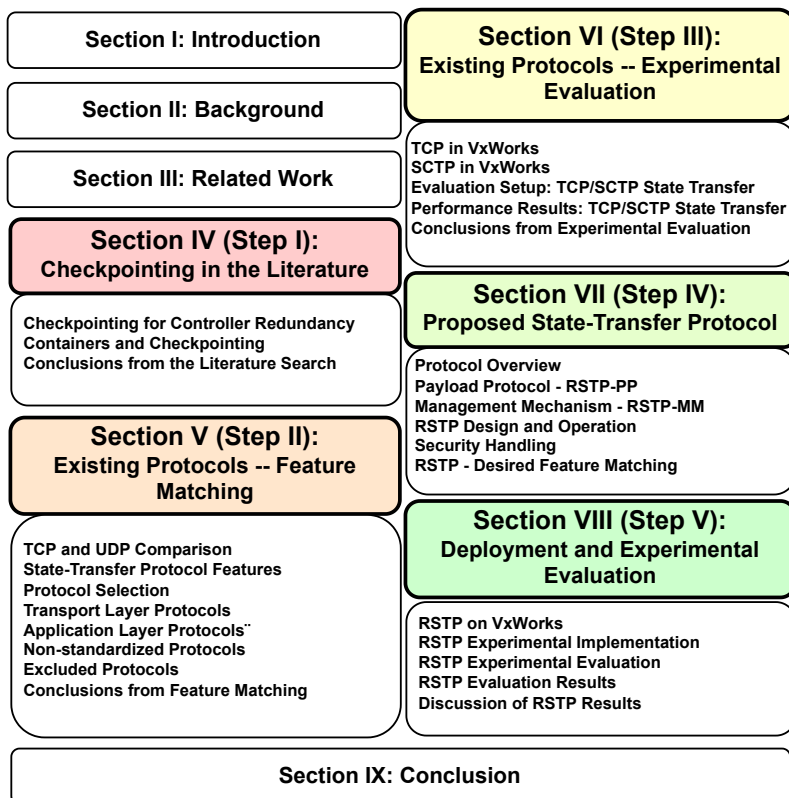 Section I: Introduction
Section II: Background
Section III: Related Work
Section IV (Step I):
Checkpointing in the Literature
Checkpointing for Controller Redundancy
Containers and Checkpointing
Conclusions from the Literature Search
Section V (Step II):
Existing Protocols -- Feature
Matching
TCP and UDP Comparison
State-Transfer Protocol Features
Protocol Selection
Transport Layer Protocols
Application Layer Protocols¨
Non-standardized Protocols
Excluded Protocols
Conclusions from Feature Matching
Section VI (Step III):
Existing Protocols -- Experimental
Evaluation
TCP in VxWorks
SCTP in VxWorks
Evaluation Setup: TCP/SCTP State Transfer
Performance Results: TCP/SCTP State Transfer
Conclusions from Experimental Evaluation
Section VII (Step IV):
Proposed State-Transfer Protocol
Protocol Overview
Payload Protocol - RSTP-PP
Management Mechanism - RSTP-MM
RSTP Design and Operation
Security Handling
RSTP - Desired Feature Matching
Section VIII (Step V):
Deployment and Experimental
Evaluation
RSTP on VxWorks
RSTP Experimental Implementation
RSTP Experimental Evaluation
RSTP Evaluation Results
Discussion of RSTP Results
Section IX: Conclusion